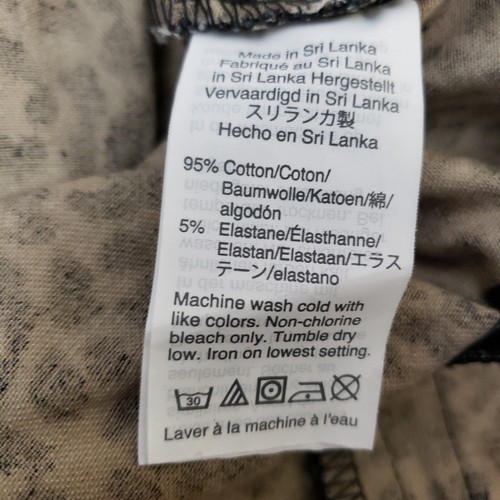 Made in Sri Lanka
Fabriqué au Sri Lanka
in Sri Lanka Hergestellt
Vervaardigd in Sri Lanka
スリランカ製
Hecho en Sri Lanka
95% Cotton/Coton/
Baumwolle/Katoen/綿/
algodón
5% Elastane/Élasthanne/
Elastan/Elastaan/エラス
テーン/elastano
Machine wash cold with
like colors. Non-chlorine
bleach only. Tumble dry
low. Iron on lowest setting.
30
Laver à la machine à l'eau